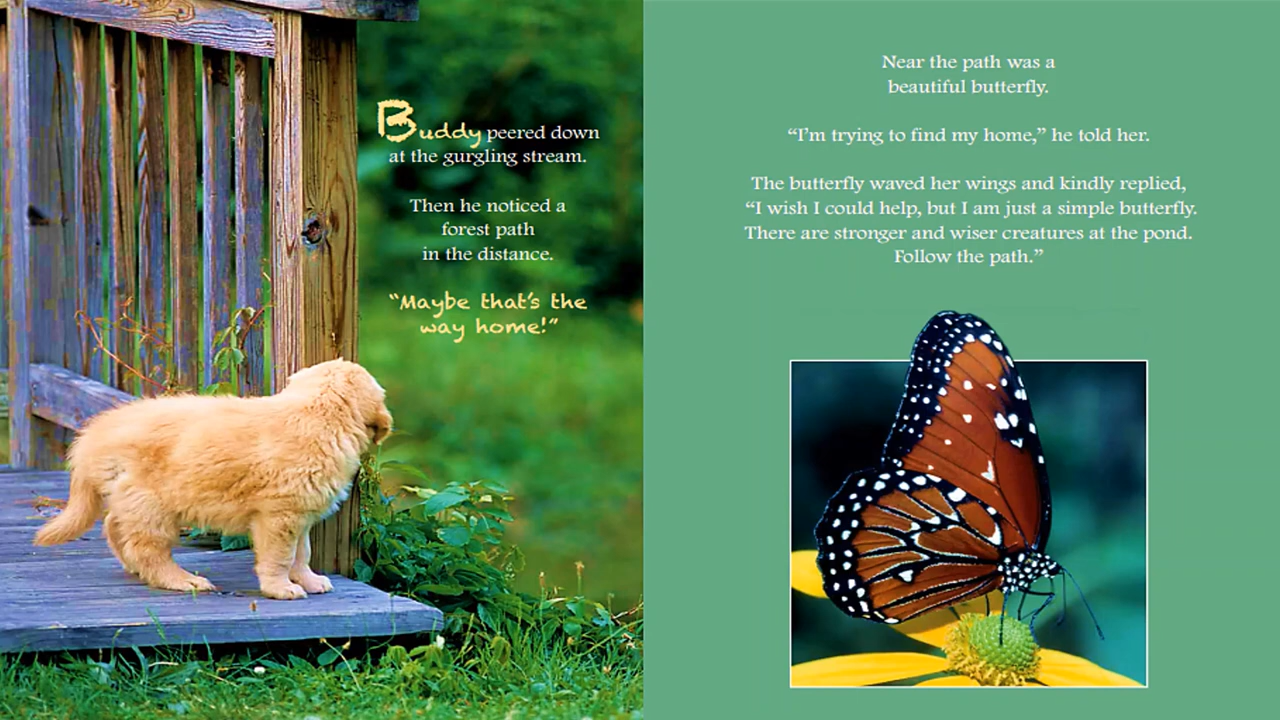 Buddy peered down
at the gurgling stream.
Then he noticed a
forest path
in the distance.
“Maybe that’s the
way home!”
Near the path was a
beautiful butterfly.
“I’m trying to find my home,” he told her.
The butterfly waved her wings and kindly replied,
“I wish I could help, but I am just a simple butterfly.
There are stronger and wiser creatures at the pond.
Follow the path.”